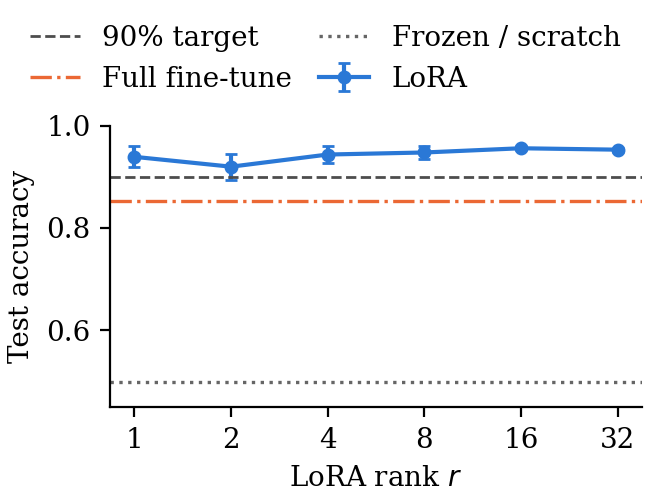 90% target
Frozen / scratch
Full fine-tune
LoRA
1.0
0.8
0.6
Test accuracy
1 2 4 8 16 32
LoRA rank r